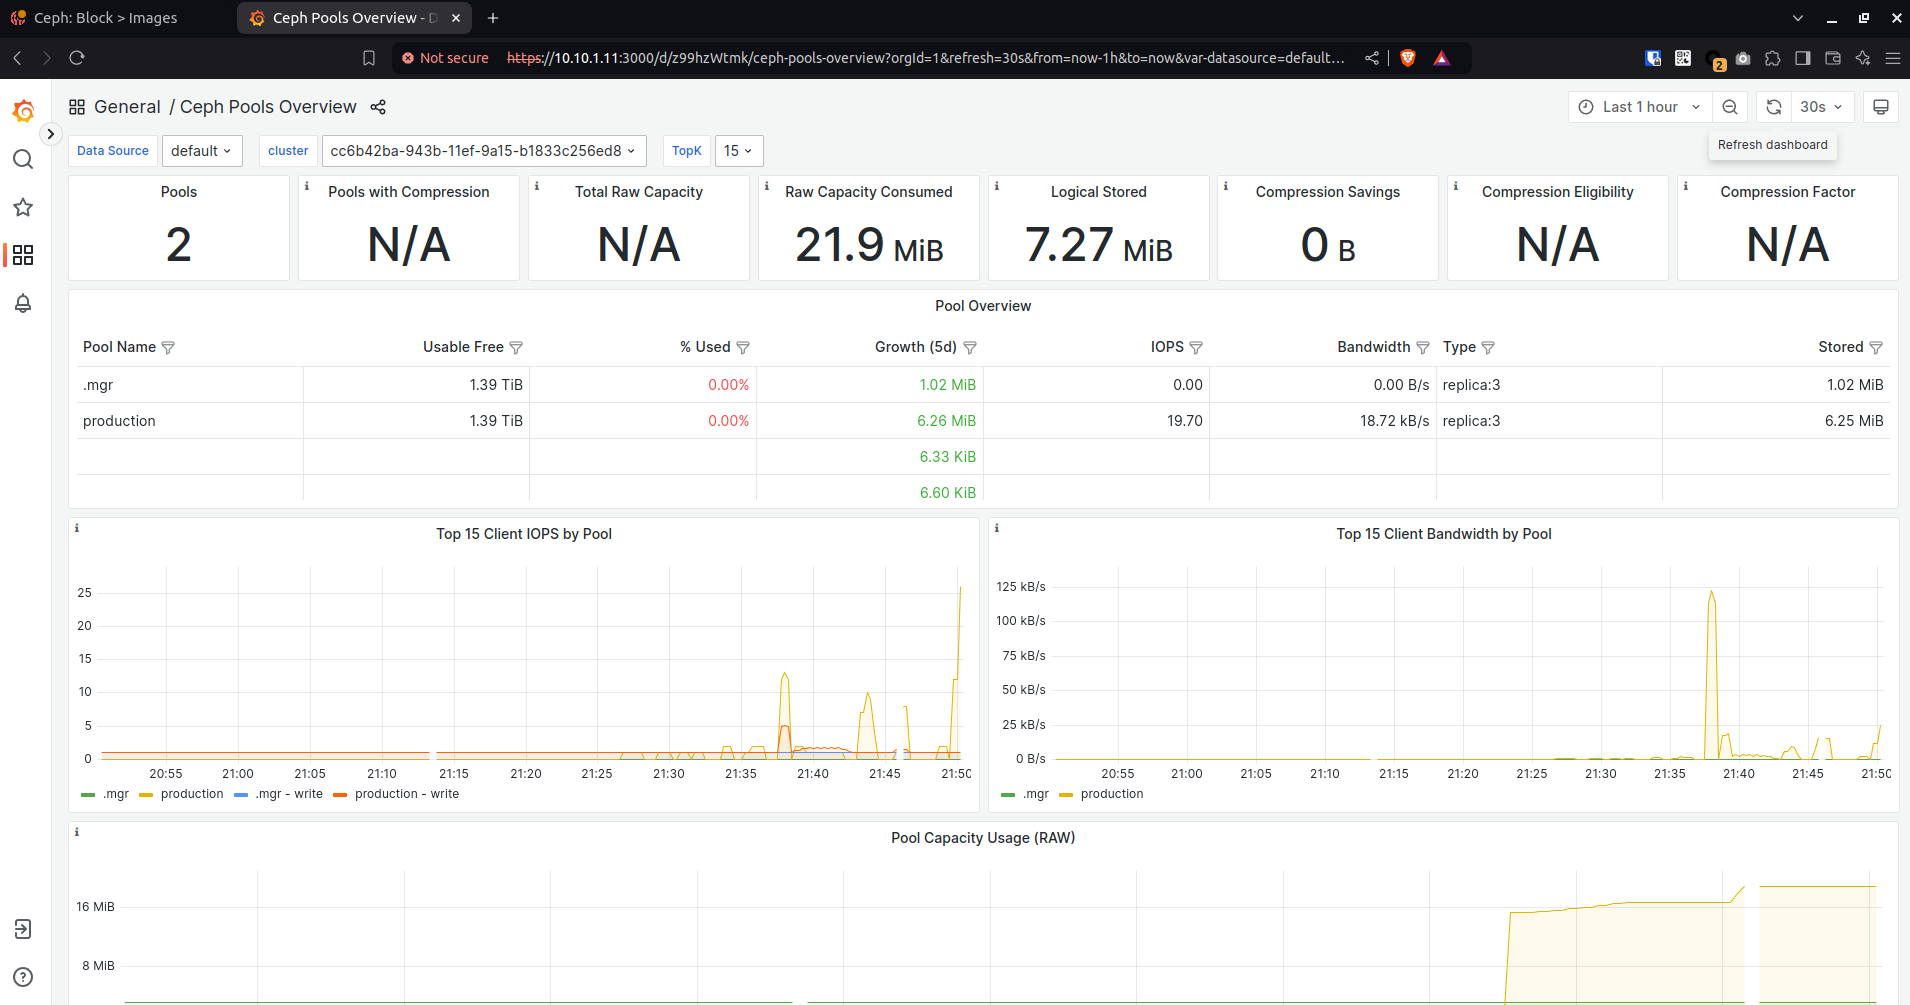 Ceph: Block > Images
Ceph Pools Overview - D
Not secure
https://10.10.1.11:3000/d/z99hzWtmk/ceph-pools-overview?orgId=1&refresh=30s&from=now-1h&to=now&var-datasource=default...
2
General / Ceph Pools Overview
Last 1 hour
30s
Refresh dashboard
Data Source default
cluster cc6b42ba-943b-11ef-9a15-b1833c256ed8
TopK 15
Pools
2
Pools with Compression
N/A
Total Raw Capacity
N/A
Raw Capacity Consumed
21.9 MiB
Logical Stored
7.27 MiB
Compression Savings
0 B
Compression Eligibility
N/A
Compression Factor
N/A
Pool Overview
Pool Name Usable Free % Used Growth (5d) IOPS Bandwidth Type Stored
.mgr 1.39 TiB 0.00% 1.02 MiB 0.00 0.00 B/s replica:3 1.02 MiB
production 1.39 TiB 0.00% 6.26 MiB 19.70 18.72 kB/s replica:3 6.25 MiB
6.33 KiB
6.60 KiB
Top 15 Client IOPS by Pool
25
20
15
10
5
0
20:55 21:00 21:05 21:10 21:15 21:20 21:25 21:30 21:35 21:40 21:45 21:50
.mgr production .mgr - write production - write
Top 15 Client Bandwidth by Pool
125 kB/s
100 kB/s
75 kB/s
50 kB/s
25 kB/s
0 B/s
20:55 21:00 21:05 21:10 21:15 21:20 21:25 21:30 21:35 21:40 21:45 21:50
.mgr production
Pool Capacity Usage (RAW)
16 MiB
8 MiB